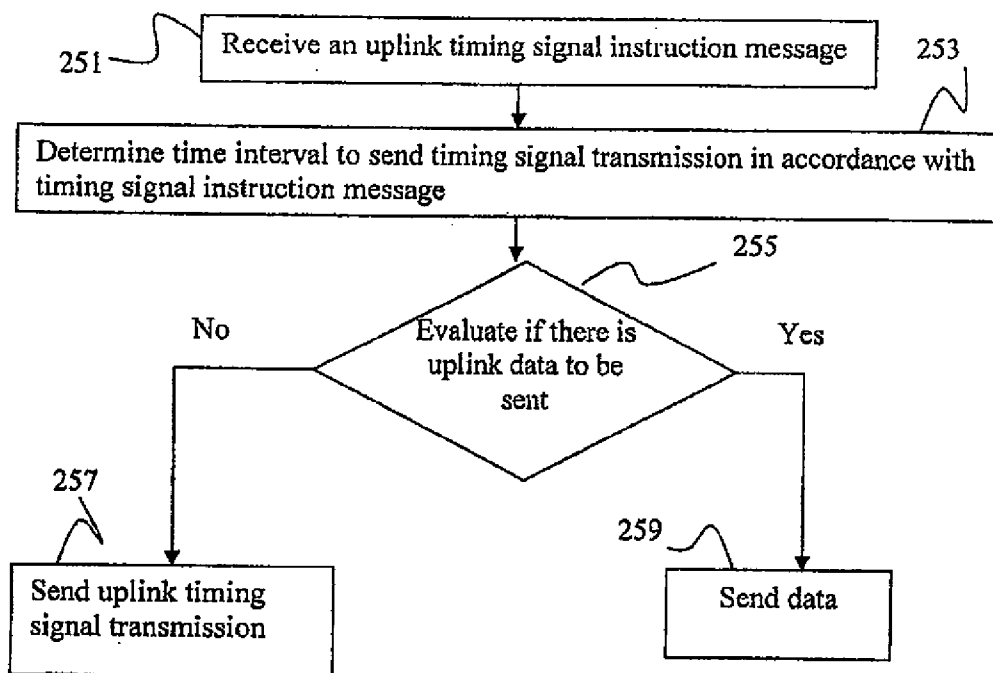 251
Receive an uplink timing signal instruction message
253
Determine time interval to send timing signal transmission in accordance with
timing signal instruction message
255
No
Evaluate if there is
uplink data to be
sent
Yes
257
259
Send uplink timing
signal transmission
Send data